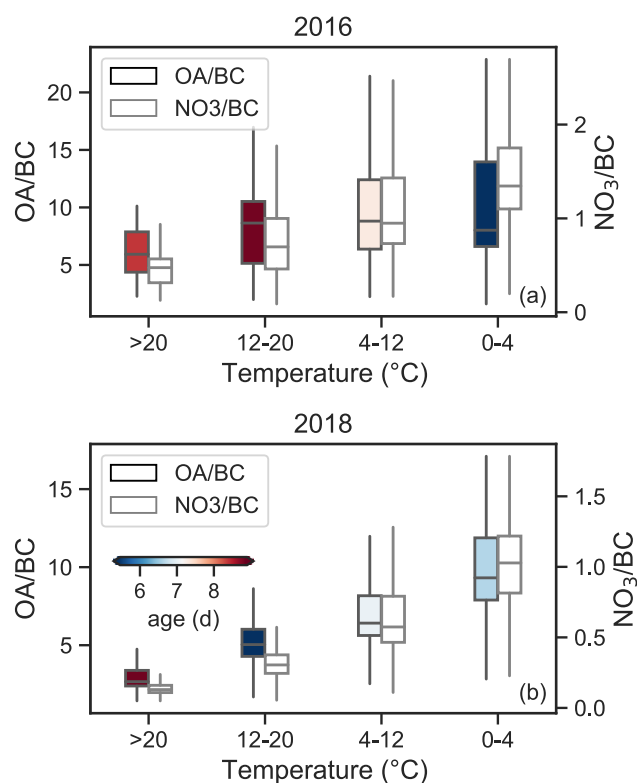 2016
OA/BC
NO3/BC
20
15
10
5
OA/BC
2
1
0
NO₃/BC
(a)
>20 12-20 4-12 0-4
Temperature (°C)
2018
OA/BC
NO3/BC
15
10
5
OA/BC
6 7 8
age (d)
1.5
1.0
0.5
0.0
NO₃/BC
(b)
>20 12-20 4-12 0-4
Temperature (°C)